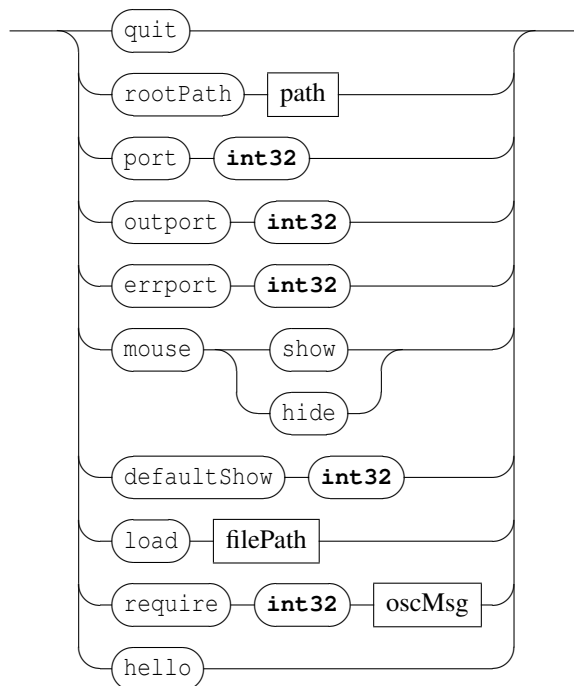 quit
rootPath path
port int32
outport int32
errport int32
mouse show
hide
defaultShow int32
load filePath
require int32 oscMsg
hello